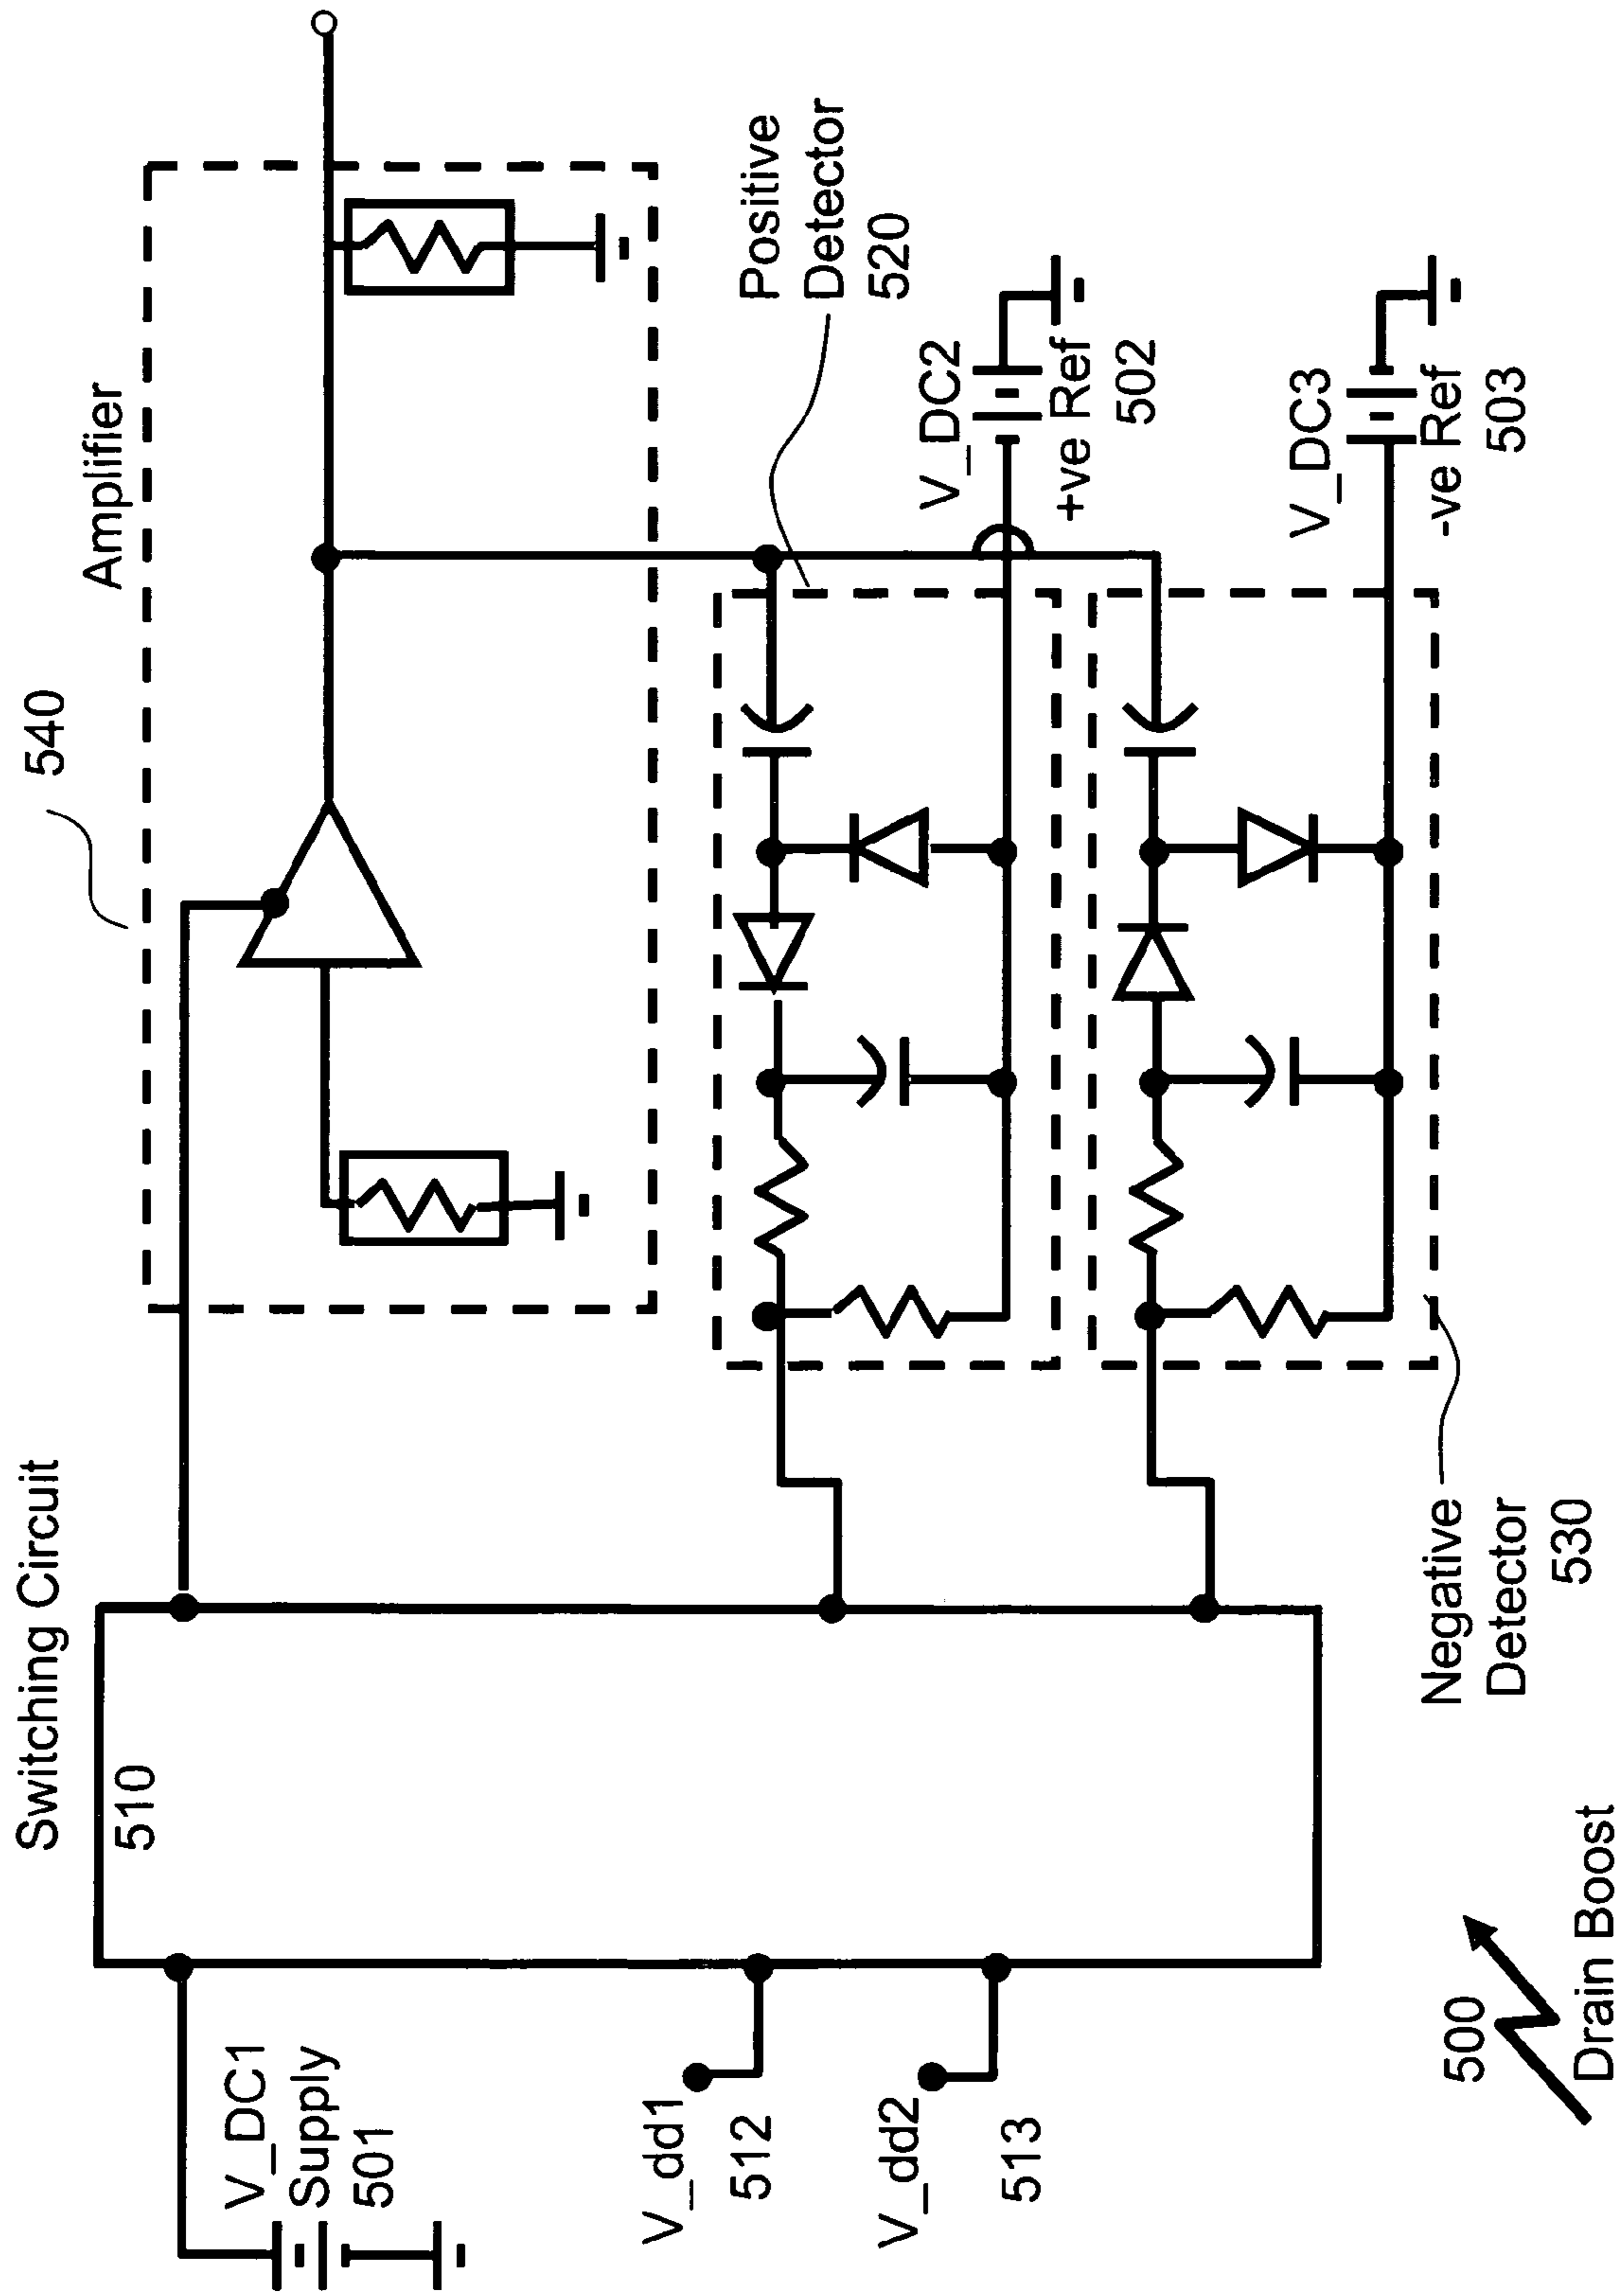 Switching Circuit
510
540
Amplifier
V_DC1
Supply
501
V_dd1
512
V_dd2
513
Positive
Detector
520
V_DC2
+ve Ref
502
V_DC3
-ve Ref
503
Negative
Detector
530
500
Drain Boost